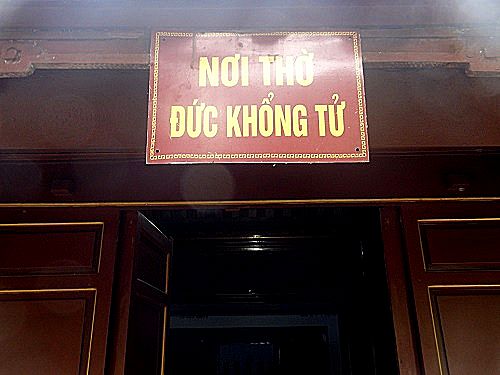 NƠI THỜ
ĐỨC KHỔNG TỬ